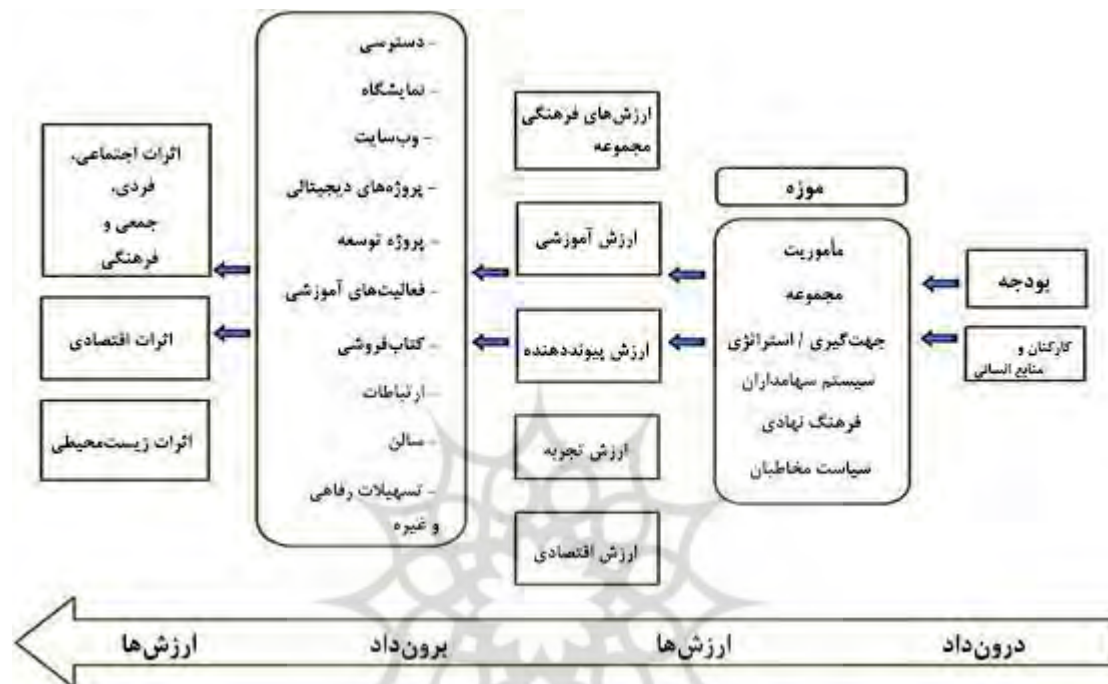 بودجه
کارکنان و
منابع انسانی
موزه
مأموریت
مجموعه
جهت‌گیری / استراتژی
سیستم سهامداران
فرهنگ نهادی
سیاست مخاطبان
ارزش‌های فرهنگی
مجموعه
ارزش آموزشی
ارزش پیونددهنده
ارزش تجربه
ارزش اقتصادی
- دسترسی
- نمایشگاه
- وب‌سایت
- پروژه‌های دیجیتالی
- پروژه توسعه
- فعالیت‌های آموزشی
- کتاب‌فروشی
- ارتباطات
- سالن
- تسهیلات رفاهی
و غیره
اثرات اجتماعی،
فردی،
جمعی و
فرهنگی
اثرات اقتصادی
اثرات زیست‌محیطی
درون‌داد ارزش‌ها برون‌داد ارزش‌ها